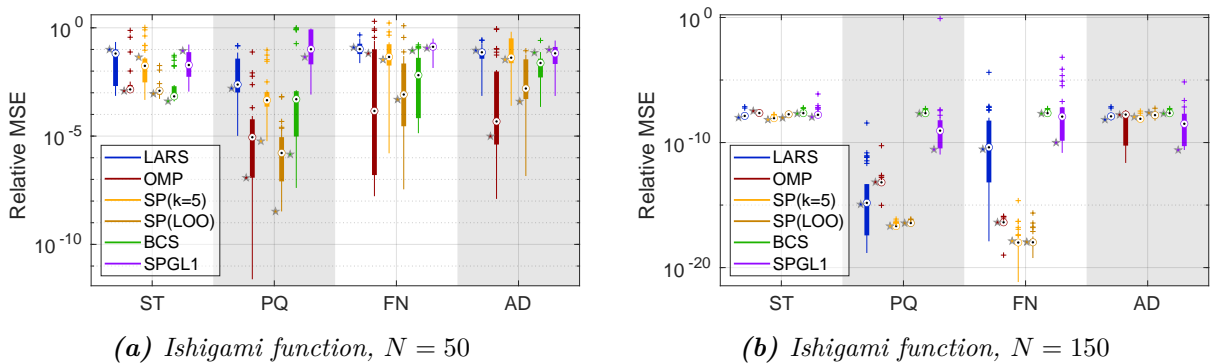 10^0
10^-5
10^-10
Relative MSE
LARS
OMP
SP(k=5)
SP(LOO)
BCS
SPGL1
ST PQ FN AD
(a) Ishigami function, N = 50
10^0
10^-10
10^-20
Relative MSE
LARS
OMP
SP(k=5)
SP(LOO)
BCS
SPGL1
ST PQ FN AD
(b) Ishigami function, N = 150